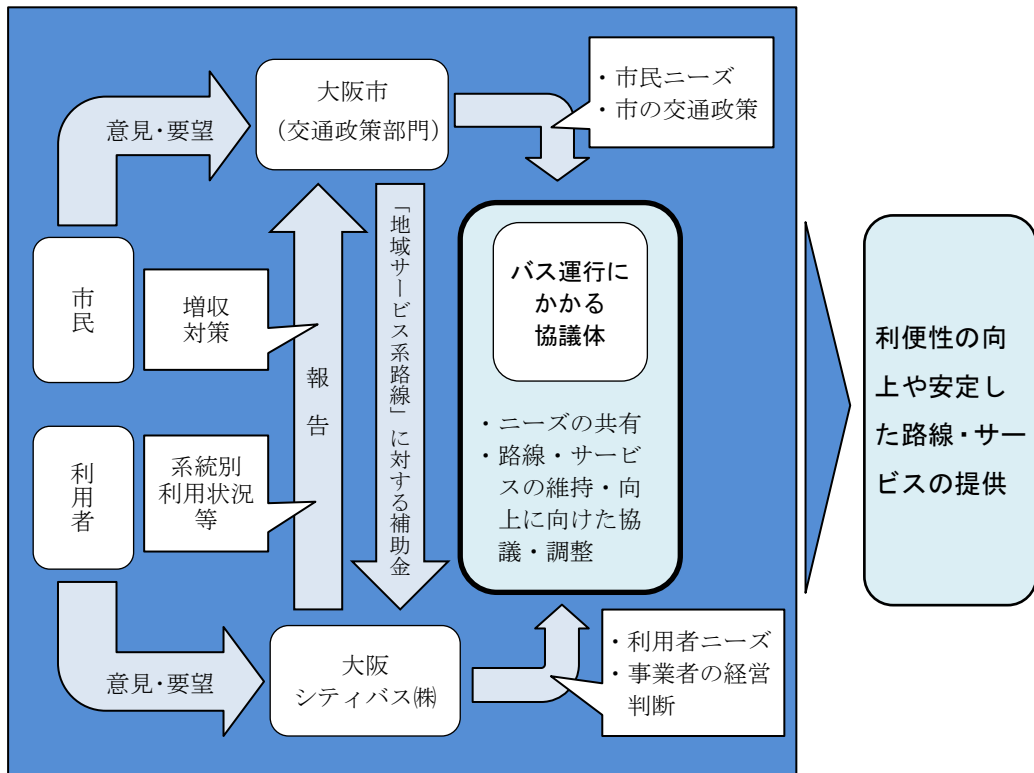 大阪市
（交通政策部門）
・市民ニーズ
・市の交通政策
意見・要望
市民
増収
対策
報告
「地域サービス系路線」に対する補助金
バス運行に
かかる
協議体
・ニーズの共有
・路線・サービ
スの維持・向
上に向けた協
議・調整
利用者
系統別
利用状況
等
意見・要望
大阪
シティバス㈱
・利用者ニーズ
・事業者の経営
判断
利便性の向
上や安定し
た路線・サー
ビスの提供